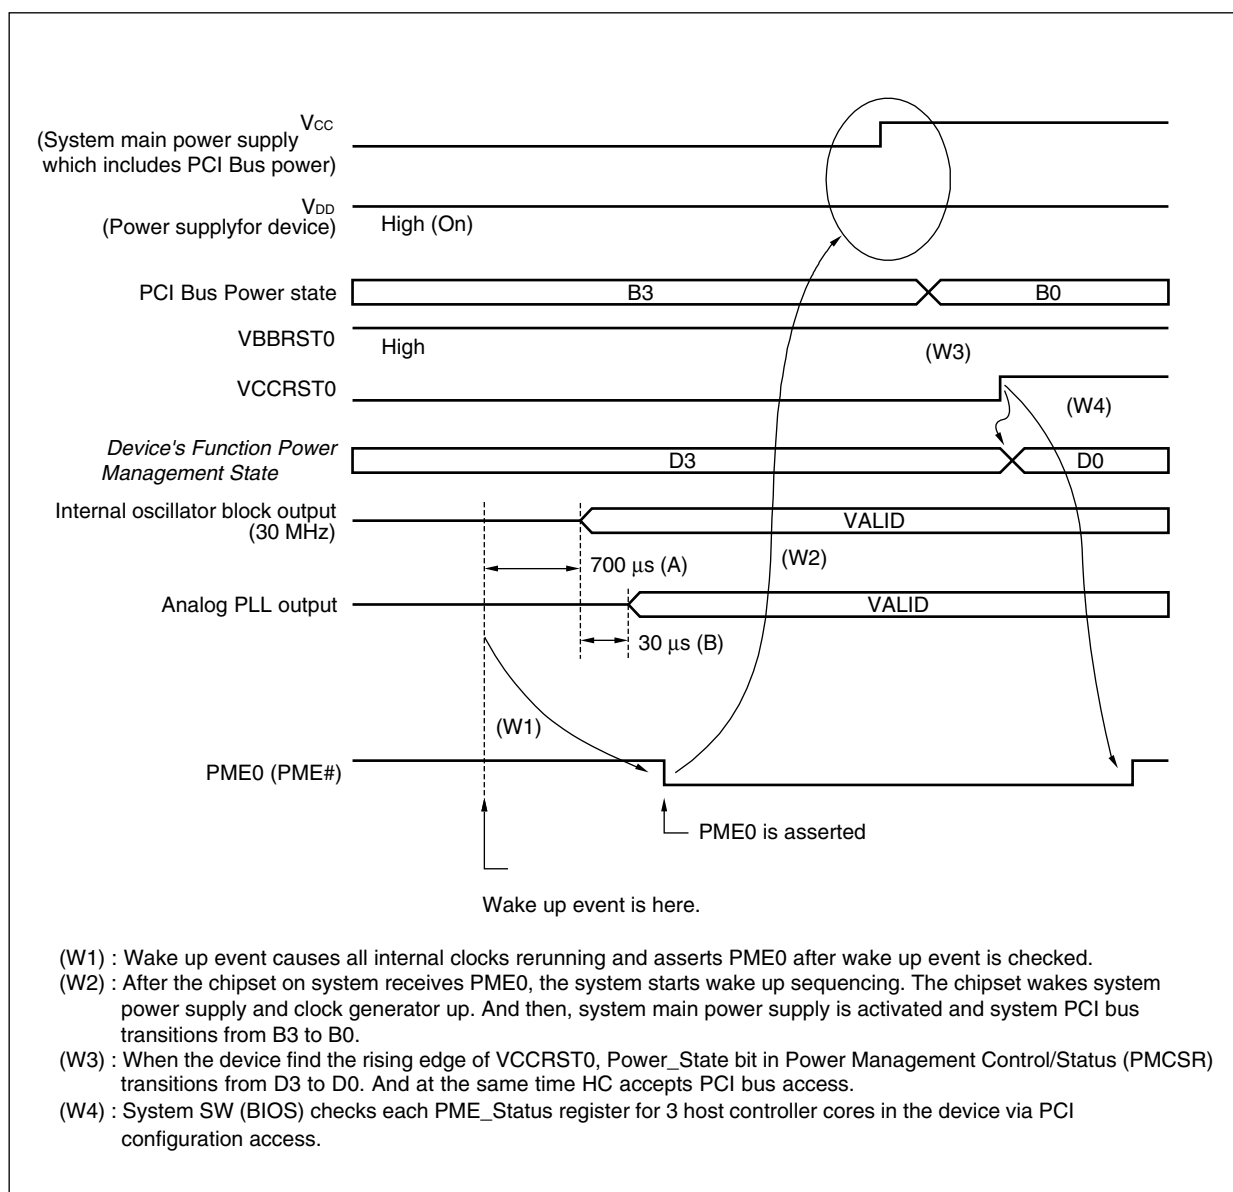 VCC
(System main power supply
which includes PCI Bus power)
VDD
(Power supplyfor device)
High (On)
PCI Bus Power state
B3
B0
VBBRST0
High
(W3)
VCCRST0
(W4)
Device's Function Power
Management State
D3
D0
Internal oscillator block output
(30 MHz)
VALID
700 μs (A)
(W2)
Analog PLL output
VALID
30 μs (B)
(W1)
PME0 (PME#)
PME0 is asserted
Wake up event is here.
(W1) : Wake up event causes all internal clocks rerunning and asserts PME0 after wake up event is checked.
(W2) : After the chipset on system receives PME0, the system starts wake up sequencing. The chipset wakes system
power supply and clock generator up. And then, system main power supply is activated and system PCI bus
transitions from B3 to B0.
(W3) : When the device find the rising edge of VCCRST0, Power_State bit in Power Management Control/Status (PMCSR)
transitions from D3 to D0. And at the same time HC accepts PCI bus access.
(W4) : System SW (BIOS) checks each PME_Status register for 3 host controller cores in the device via PCI
configuration access.